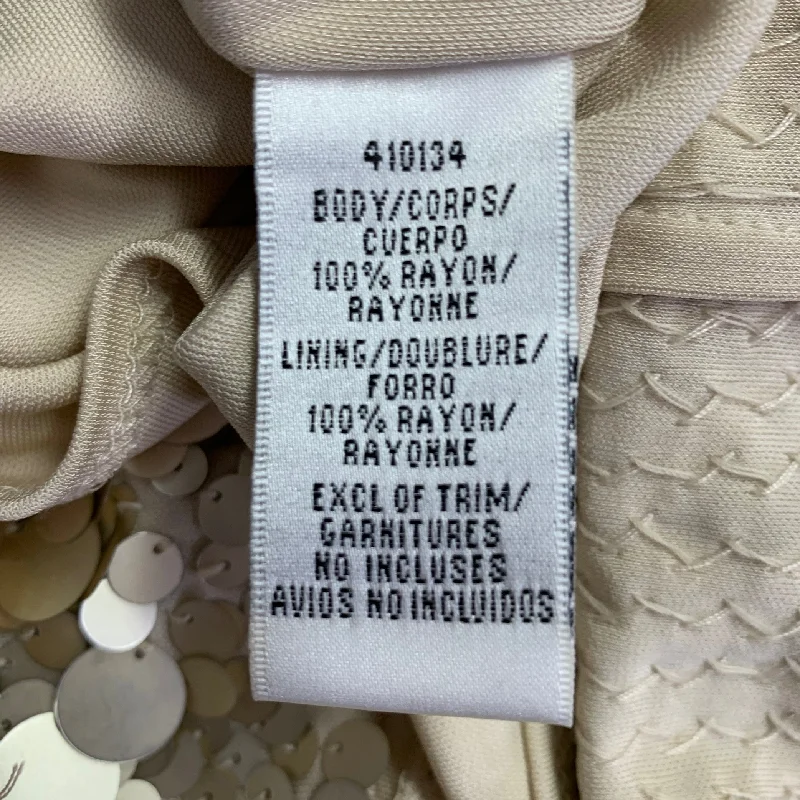 410134
BODY/CORPS/
CUERPO
100% RAYON/
RAYONNE
LINING/DOUBLURE/
FORRO
100% RAYON/
RAYONNE
EXCL OF TRIM/
GARNITURES
NO INCLUSES
AVIOS NO INCLUIDOS